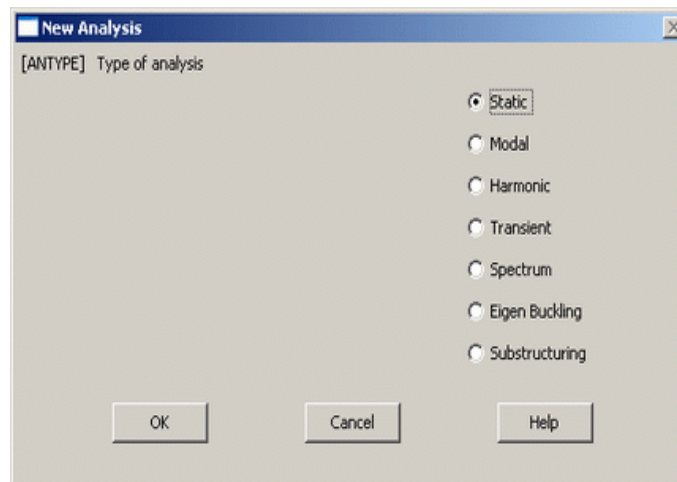 New Analysis
[ANTYPE] Type of analysis
Static
Modal
Harmonic
Transient
Spectrum
Eigen Buckling
Substructuring
OK Cancel Help